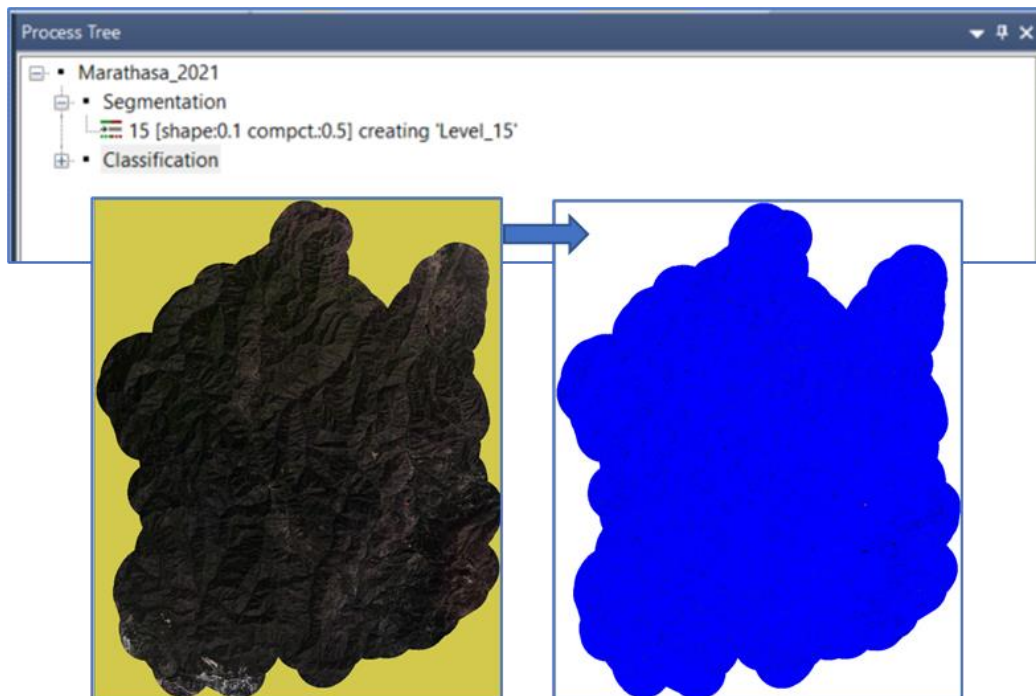 Process Tree
Marathasa_2021
Segmentation
15 [shape:0.1 compct.:0.5] creating 'Level_15'
Classification